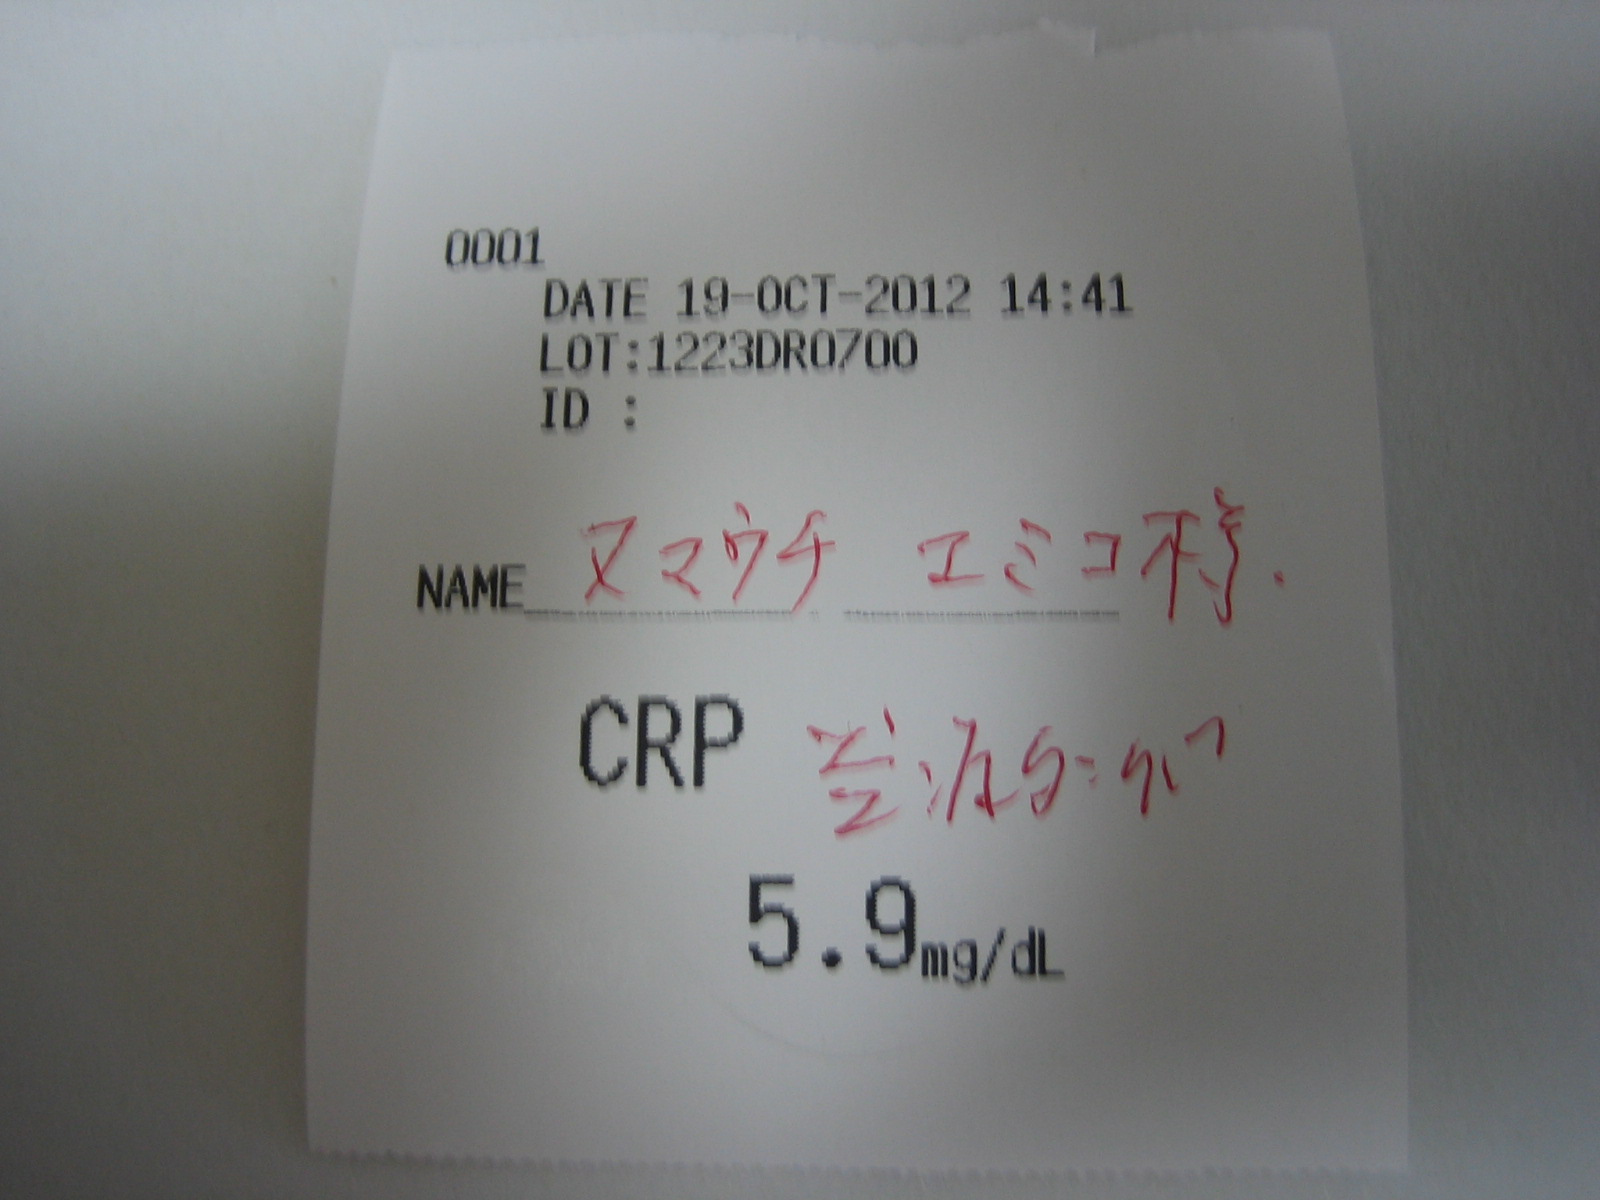 0001
DATE 19-OCT-2012 14:41
LOT:1223DR0700
ID :
NAME ヌマウチ エミコ様.
CRP
5.9mg/dL